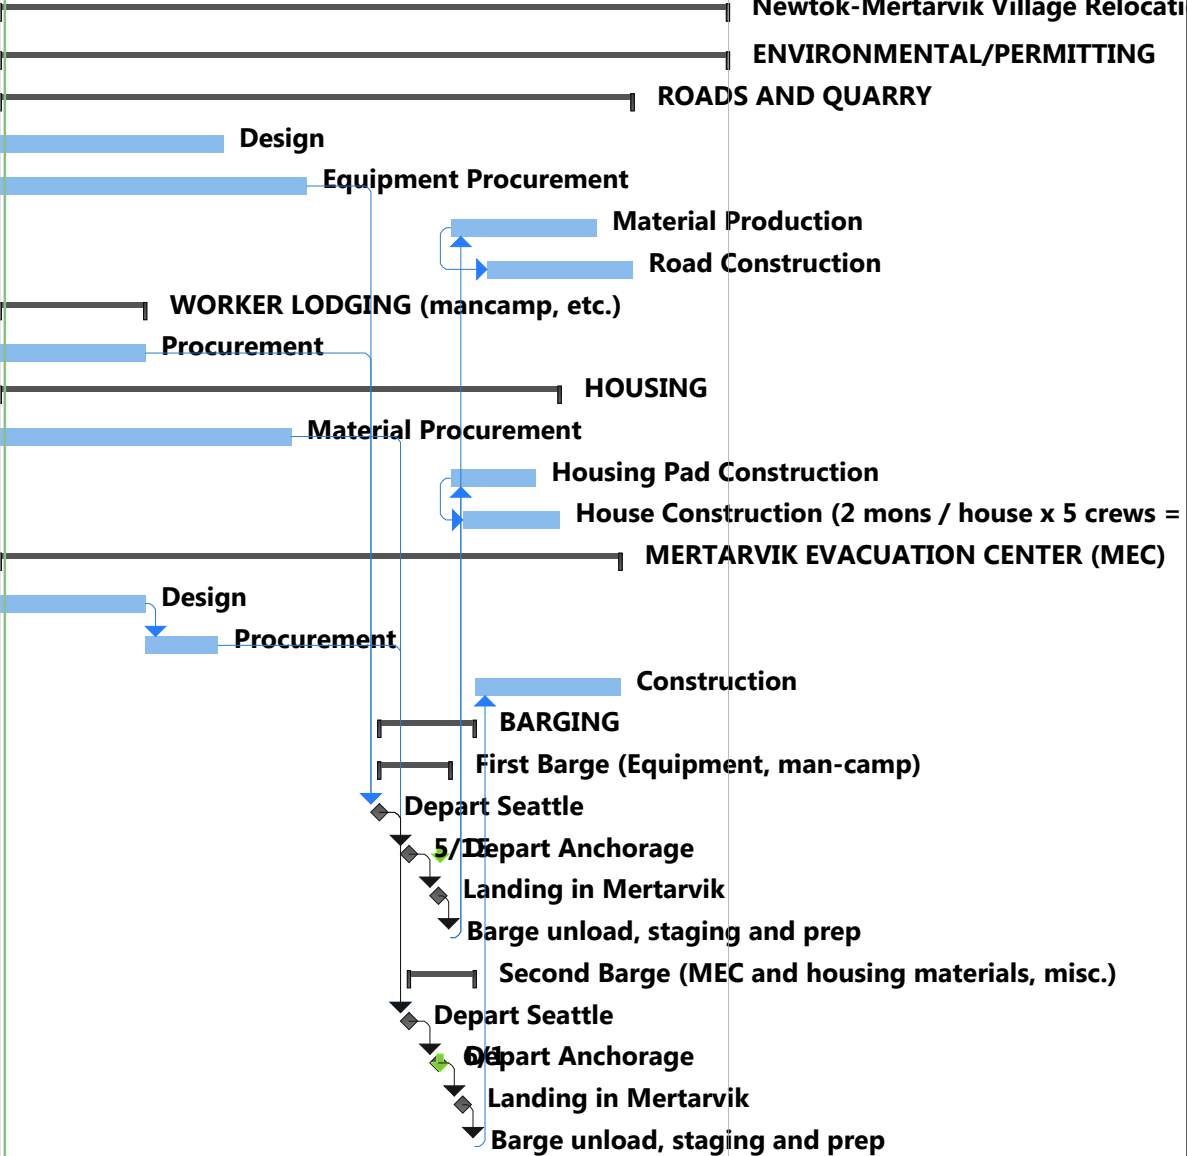 Newtok-Mertarvik Village Relocati
ENVIRONMENTAL/PERMITTING
ROADS AND QUARRY
Design
Equipment Procurement
Material Production
Road Construction
WORKER LODGING (mancamp, etc.)
Procurement
HOUSING
Material Procurement
Housing Pad Construction
House Construction (2 mons / house x 5 crews =
MERTARVIK EVACUATION CENTER (MEC)
Design
Procurement
Construction
BARGING
First Barge (Equipment, man-camp)
Depart Seattle
5/15 Depart Anchorage
Landing in Mertarvik
Barge unload, staging and prep
Second Barge (MEC and housing materials, misc.)
Depart Seattle
6/1 Depart Anchorage
Landing in Mertarvik
Barge unload, staging and prep